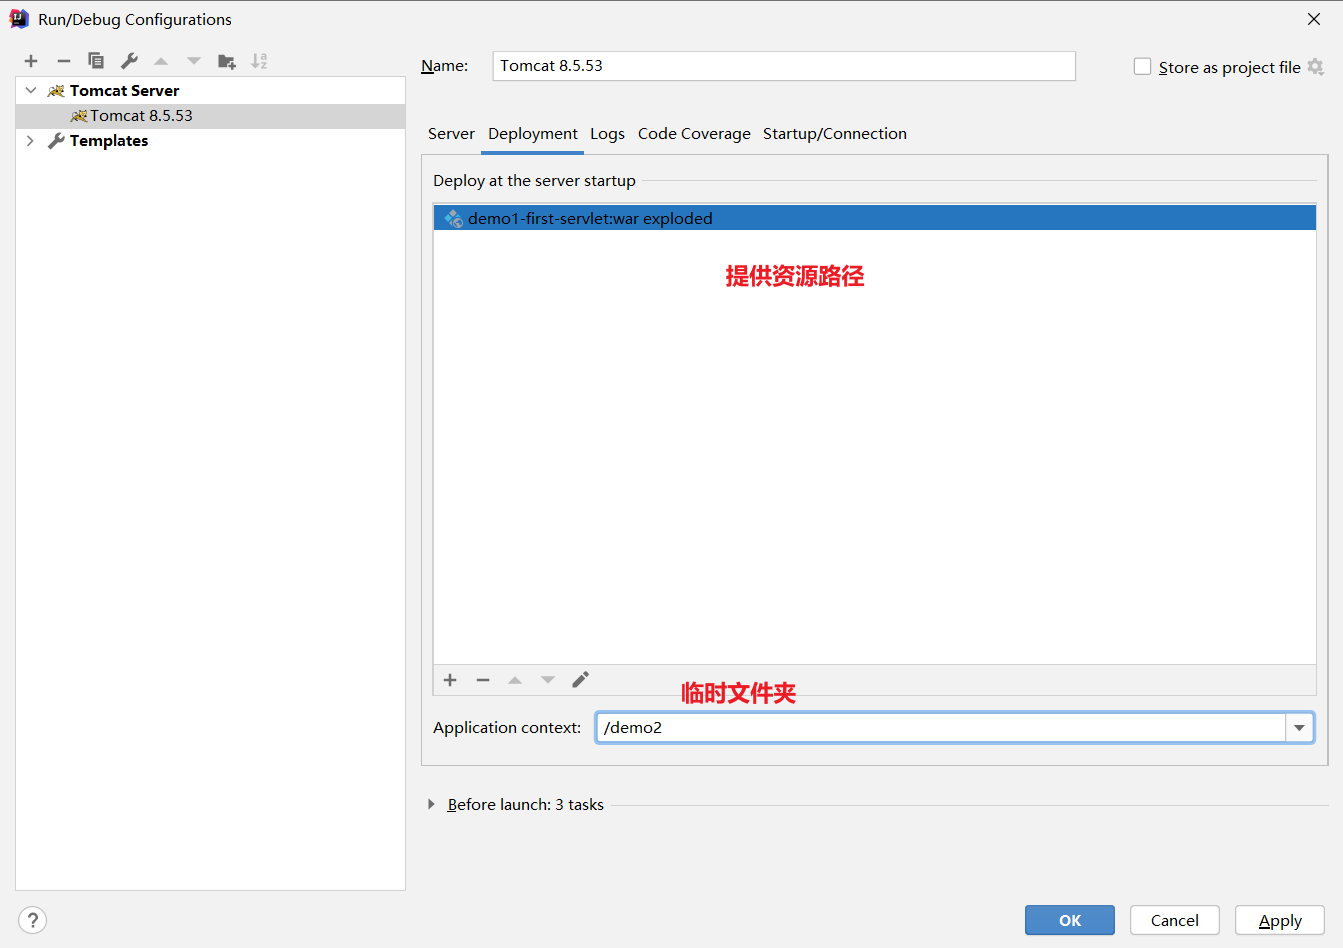 Run/Debug Configurations
Name: Tomcat 8.5.53
Store as project file
Tomcat Server
Tomcat 8.5.53
Templates
Server Deployment Logs Code Coverage Startup/Connection
Deploy at the server startup
demo1-first-servlet:war exploded
提供资源路径
临时文件夹
Application context: /demo2
Before launch: 3 tasks
? OK Cancel Apply